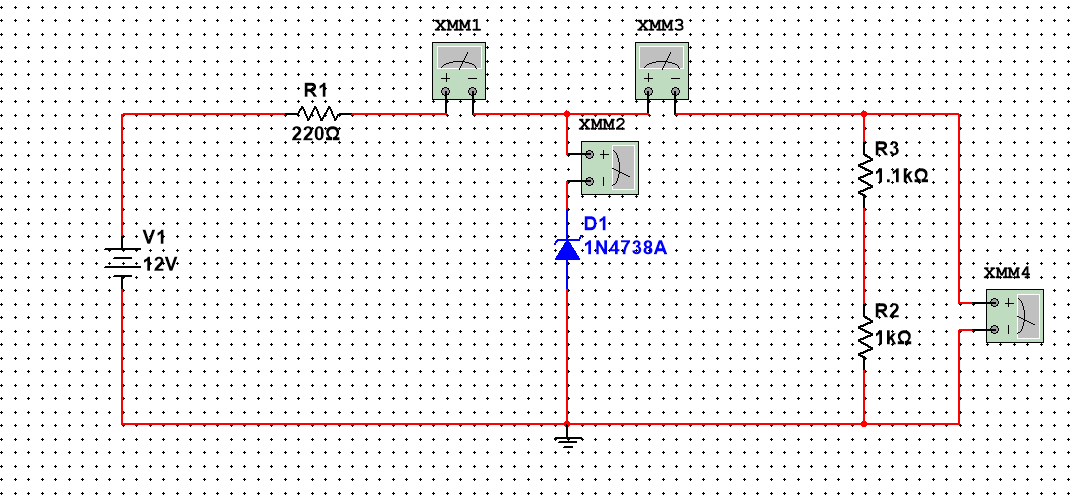 XMM1
XMM3
R1
220Ω
XMM2
+ −
+ −
R3
1.1kΩ
+
−
V1
12V
D1
1N4738A
XMM4
+
−
R2
1kΩ